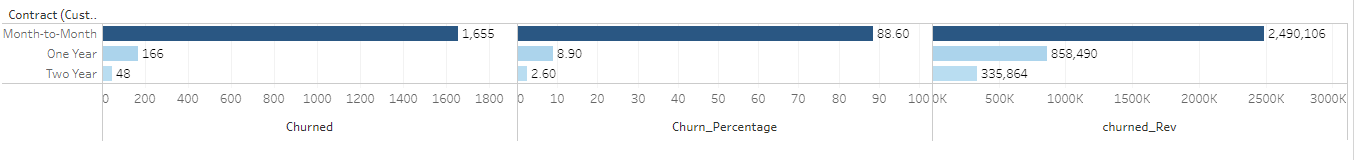 Contract (Cust..
Month-to-Month 1,655 88.60 2,490,106
One Year 166 8.90 858,490
Two Year 48 2.60 335,864
0 200 400 600 800 1000 1200 1400 1600 1800 0 10 20 30 40 50 60 70 80 90 100 0K 500K 1000K 1500K 2000K 2500K 3000K
Churned Churn_Percentage churned_Rev